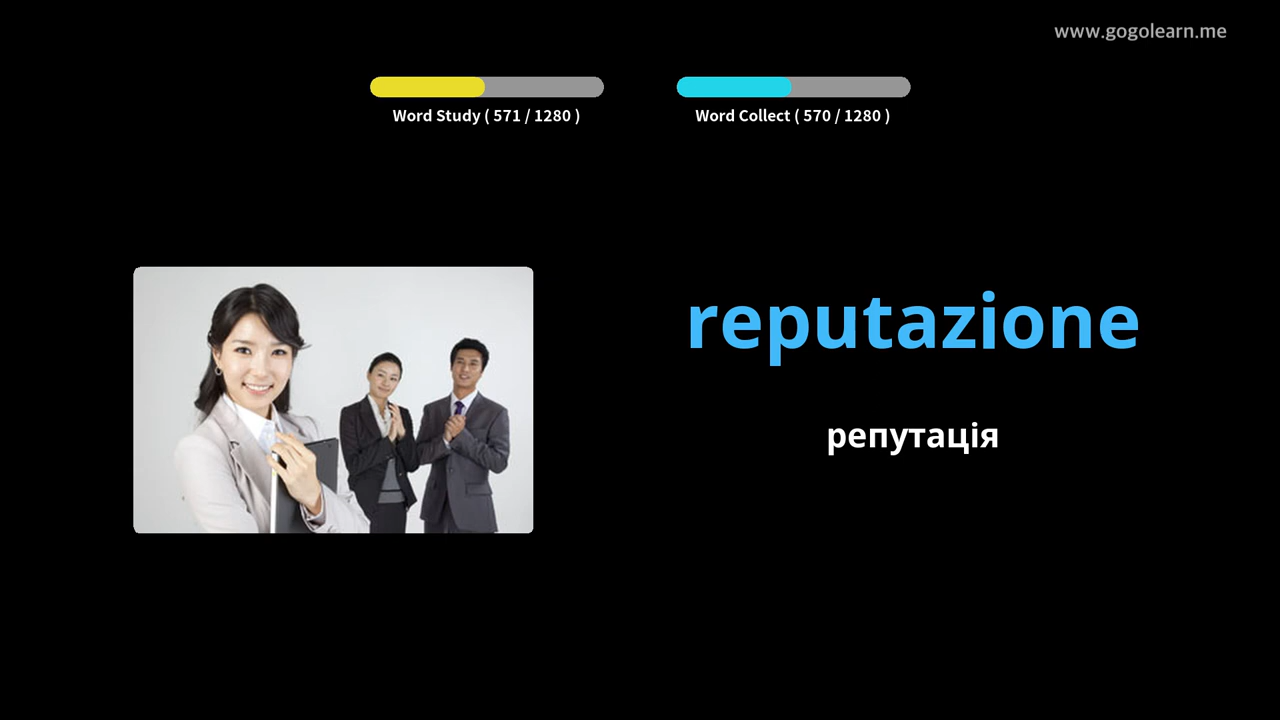 www.gogolearn.me
Word Study ( 571 / 1280 )
Word Collect ( 570 / 1280 )
reputazione
репутація